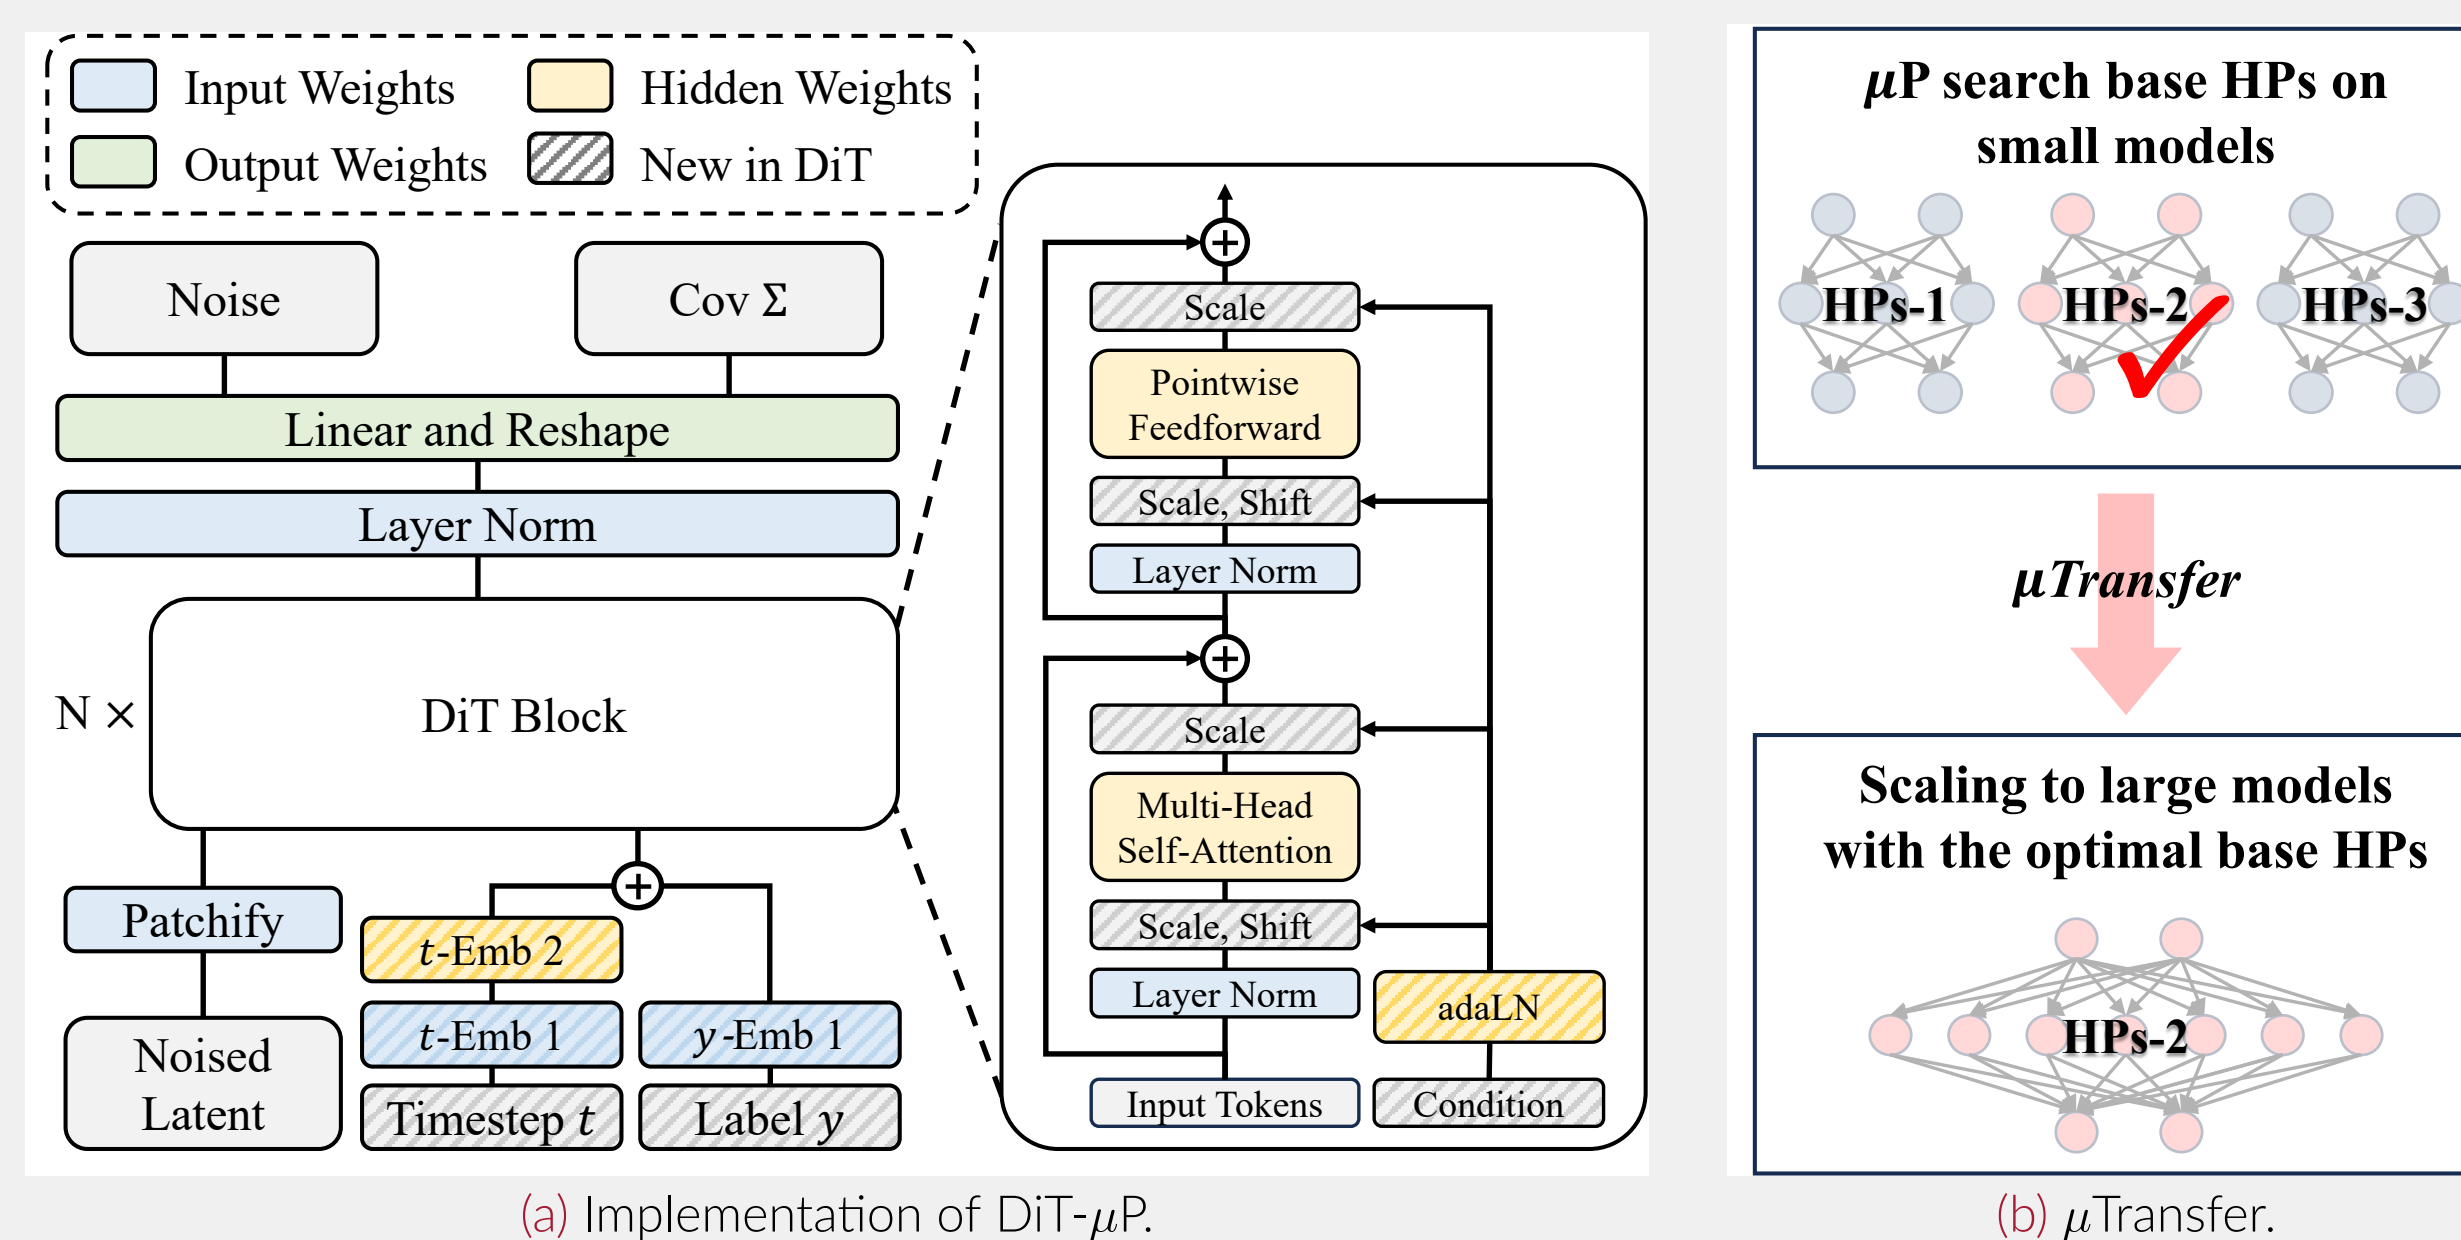 Input Weights
Hidden Weights
Output Weights
New in DiT
Noise
Cov Σ
Linear and Reshape
Layer Norm
N ×
DiT Block
Patchify
t-Emb 2
t-Emb 1
y-Emb 1
Noised
Latent
Timestep t
Label y
Scale
Pointwise
Feedforward
Scale, Shift
Layer Norm
Scale
Multi-Head
Self-Attention
Scale, Shift
Layer Norm
adaLN
Input Tokens
Condition
(a) Implementation of DiT-μP.
μP search base HPs on
small models
HPs-1
HPs-2
HPs-3
μTransfer
Scaling to large models
with the optimal base HPs
HPs-2
(b) μTransfer.